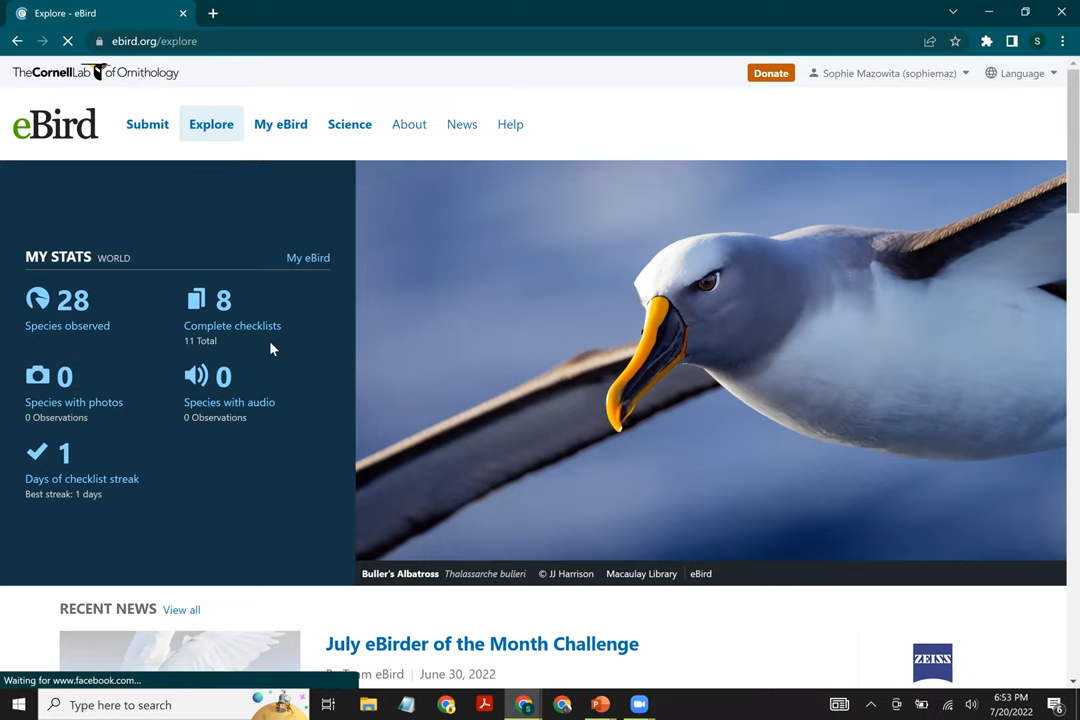 Explore - eBird
ebird.org/explore
S
TheCornellLab of Ornithology
Donate
Sophie Mazowita (sophiemaz)
Language
eBird
Submit
Explore
My eBird
Science
About
News
Help
MY STATS WORLD
My eBird
28
Species observed
8
Complete checklists
11 Total
0
Species with photos
0 Observations
0
Species with audio
0 Observations
1
Days of checklist streak
Best streak: 1 days
Buller's Albatross Thalassarche bulleri © JJ Harrison Macaulay Library eBird
RECENT NEWS View all
July eBirder of the Month Challenge
Team eBird | June 30, 2022
ZEISS
Waiting for www.facebook.com...
Type here to search
6:53 PM
7/20/2022
6